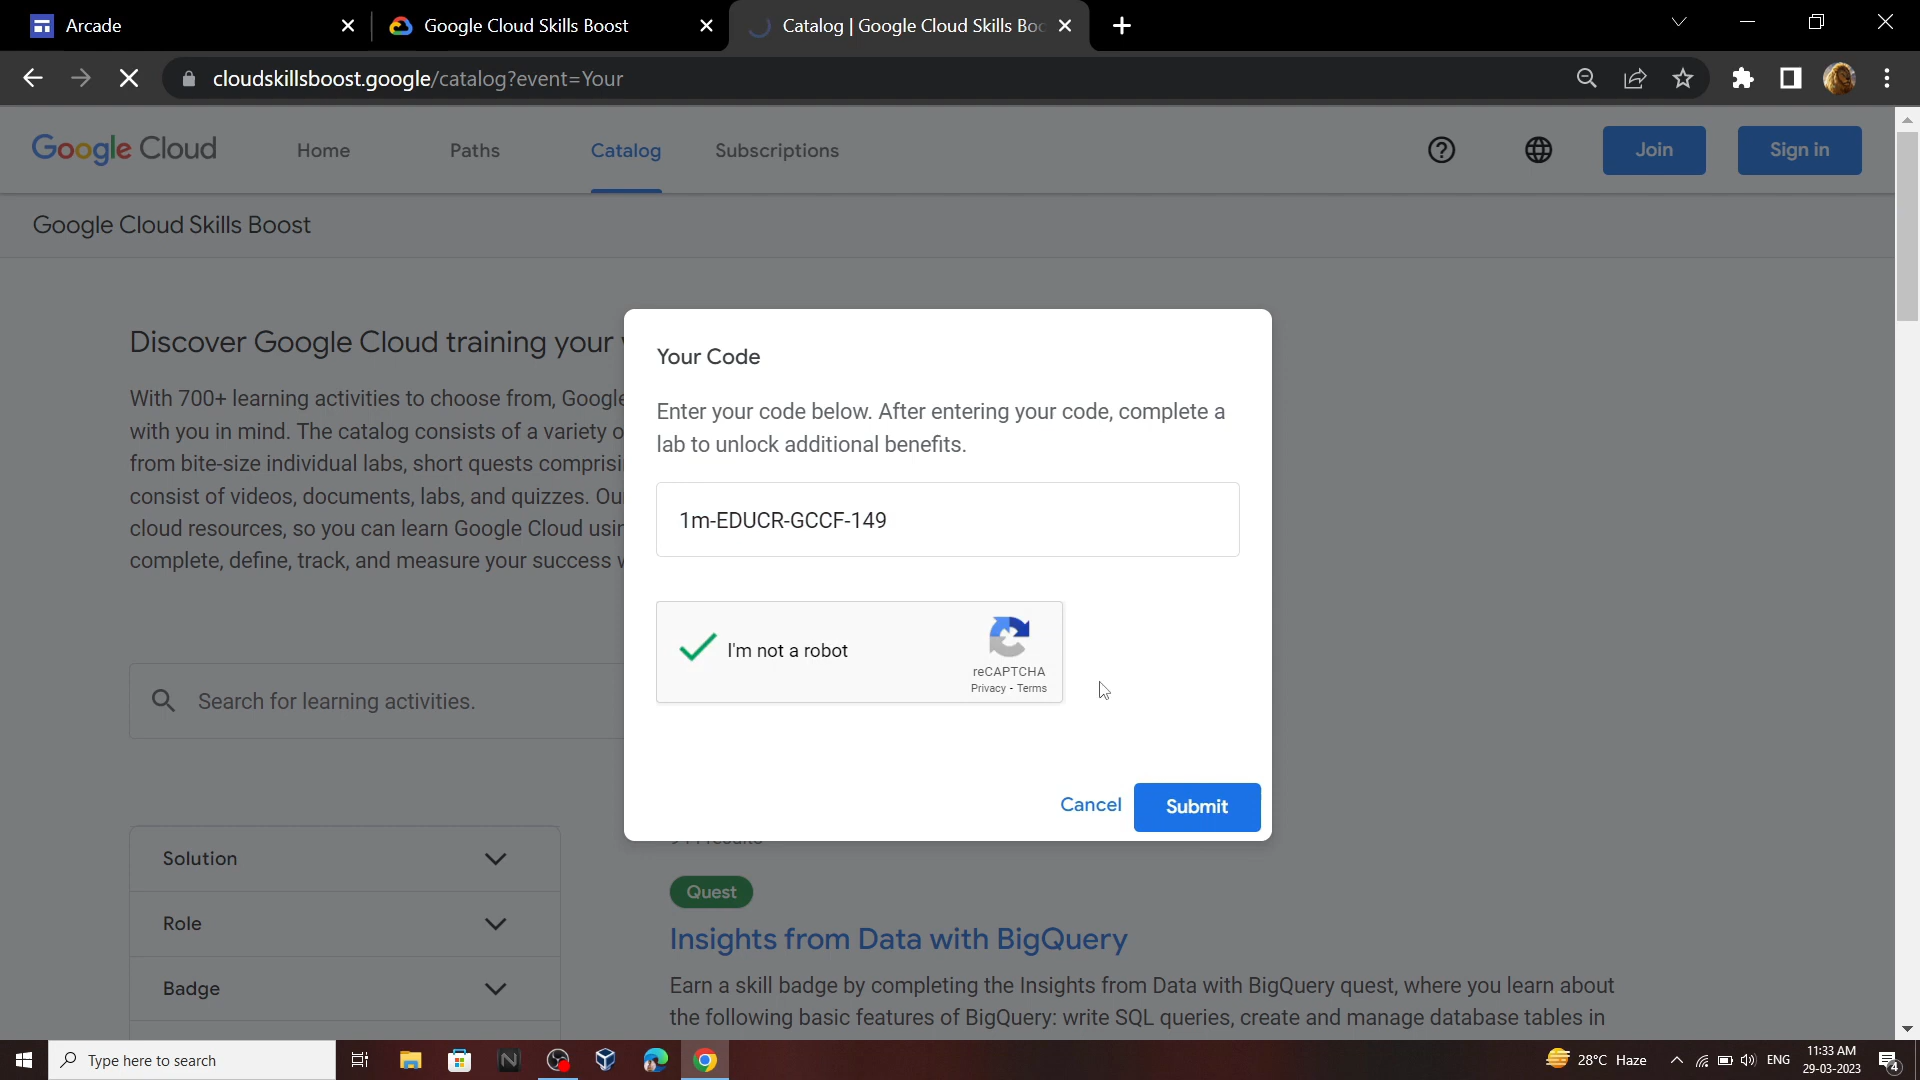 Arcade
Google Cloud Skills Boost
Catalog | Google Cloud Skills Boo
cloudskillsboost.google/catalog?event=Your
Google Cloud
Home
Paths
Catalog
Subscriptions
Join
Sign in
Google Cloud Skills Boost
Discover Google Cloud training your
With 700+ learning activities to choose from, Google
with you in mind. The catalog consists of a variety o
from bite-size individual labs, short quests comprisi
consist of videos, documents, labs, and quizzes. Ou
cloud resources, so you can learn Google Cloud usin
complete, define, track, and measure your success
Search for learning activities.
Your Code
Enter your code below. After entering your code, complete a
lab to unlock additional benefits.
1m-EDUCR-GCCF-149
I'm not a robot
reCAPTCHA
Privacy - Terms
Cancel
Submit
Solution
Role
Badge
Quest
Insights from Data with BigQuery
Earn a skill badge by completing the Insights from Data with BigQuery quest, where you learn about
the following basic features of BigQuery: write SQL queries, create and manage database tables in
Type here to search
28°C Haze
ENG
11:33 AM
29-03-2023
4